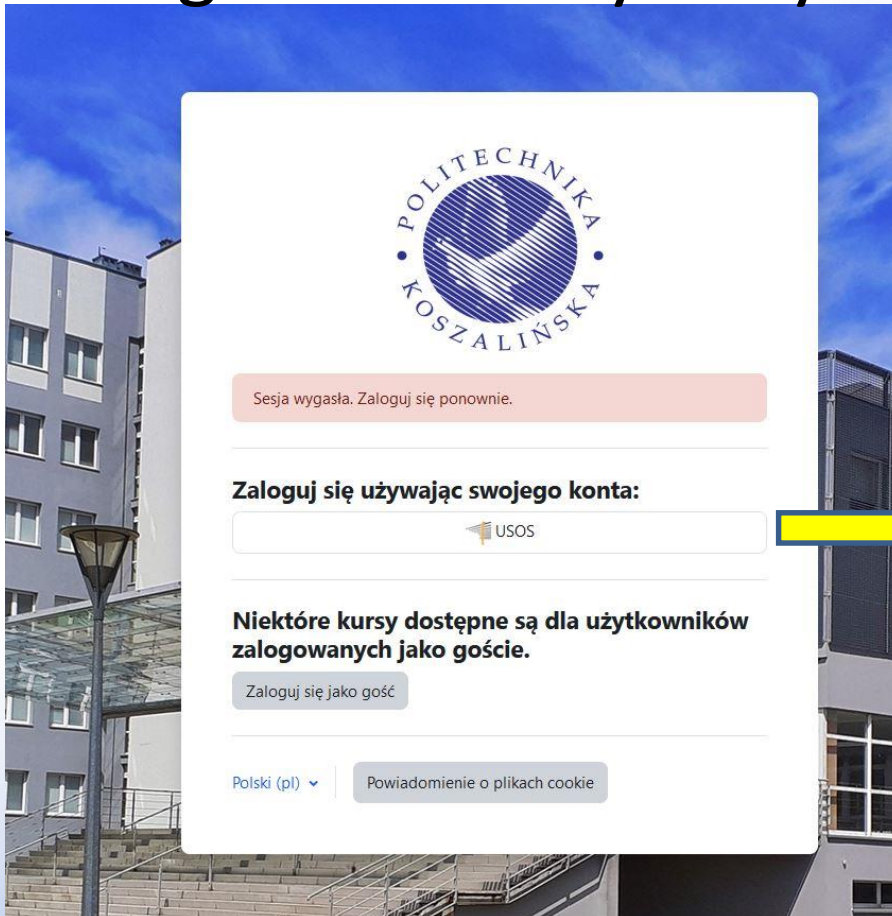 POLITECHNIKA
KOSZALIŃSKA
Sesja wygasła. Zaloguj się ponownie.
Zaloguj się używając swojego konta:
USOS
Niektóre kursy dostępne są dla użytkowników
zalogowanych jako goście.
Zaloguj się jako gość
Polski (pl)
Powiadomienie o plikach cookie